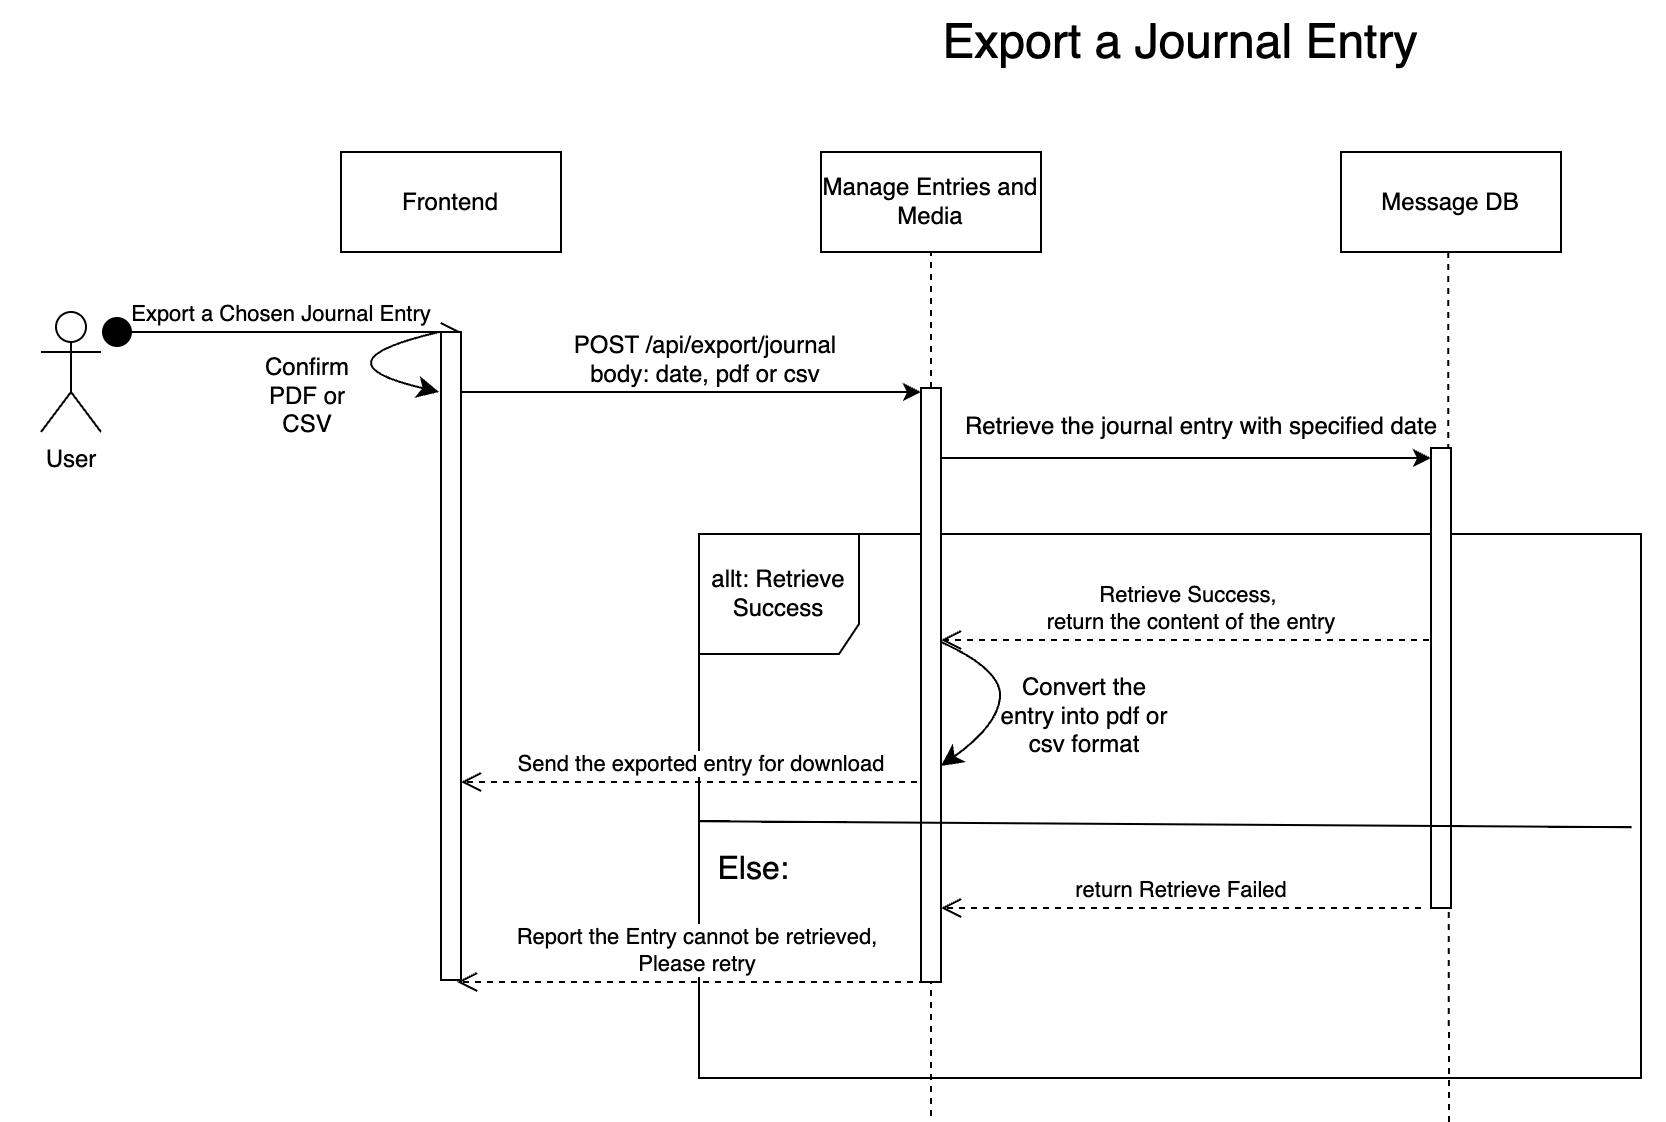 Export a Journal Entry
Frontend
Manage Entries and
Media
Message DB
Export a Chosen Journal Entry
User
Confirm
PDF or
CSV
POST /api/export/journal
body: date, pdf or csv
Retrieve the journal entry with specified date
allt: Retrieve
Success
Retrieve Success,
return the content of the entry
Convert the
entry into pdf or
csv format
Send the exported entry for download
Else:
return Retrieve Failed
Report the Entry cannot be retrieved,
Please retry